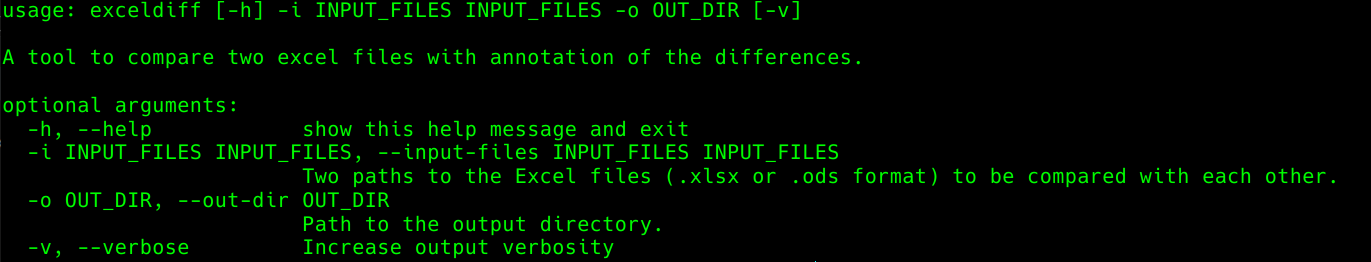 usage: exceldiff [-h] -i INPUT_FILES INPUT_FILES -o OUT_DIR [-v]
A tool to compare two excel files with annotation of the differences.
optional arguments:
-h, --help show this help message and exit
-i INPUT_FILES INPUT_FILES, --input-files INPUT_FILES INPUT_FILES
Two paths to the Excel files (.xlsx or .ods format) to be compared with each other.
-o OUT_DIR, --out-dir OUT_DIR
Path to the output directory.
-v, --verbose Increase output verbosity